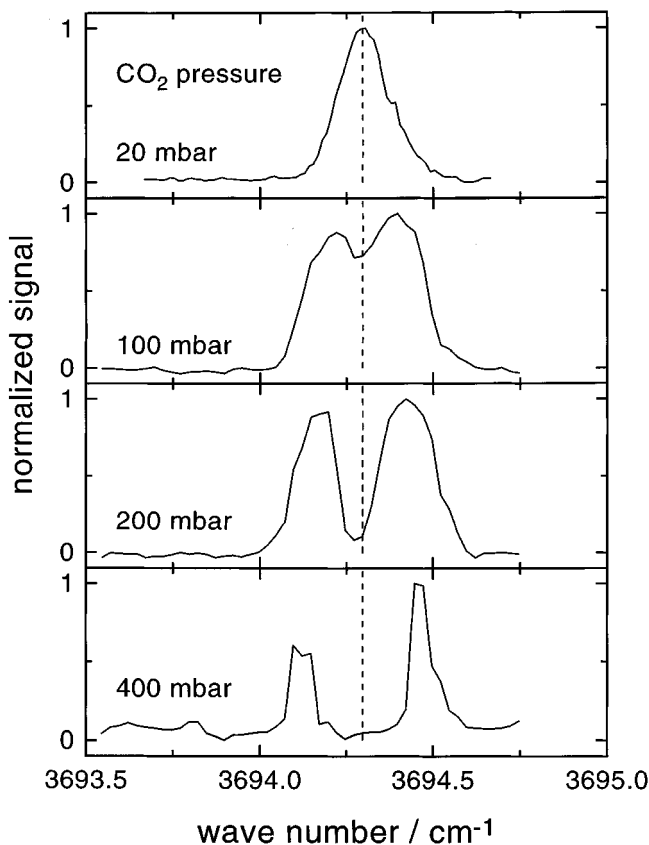 1
CO₂ pressure
20 mbar
0
1
100 mbar
0
1
200 mbar
0
1
400 mbar
0
normalized signal
3693.5 3694.0 3694.5 3695.0
wave number / cm⁻¹